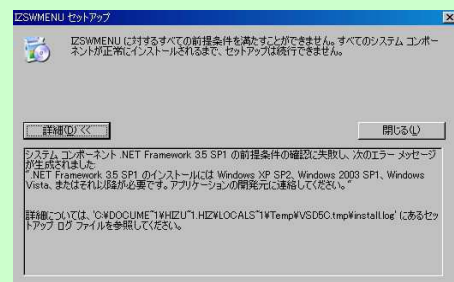 IZSWMENU セットアップ
IZSWMENU に対するすべての前提条件を満たすことができません。すべてのシステム コンポー
ネントが正常にインストールされるまで、セットアップは続行できません。
詳細(D) <<
閉じる(L)
システム コンポーネント .NET Framework 3.5 SP1 の前提条件の確認に失敗し、次のエラー メッセージ
が生成されました:
".NET Framework 3.5 SP1 のインストールには Windows XP SP2、Windows 2003 SP1、Windows
Vista、またはそれ以降が必要です。アプリケーションの開発元に連絡してください。"
詳細については、'C:¥DOCUME~1¥HIZU~1.HIZ¥LOCALS~1¥Temp¥VSD5C.tmp¥install.log' にあるセッ
トアップ ログ ファイルを参照してください。